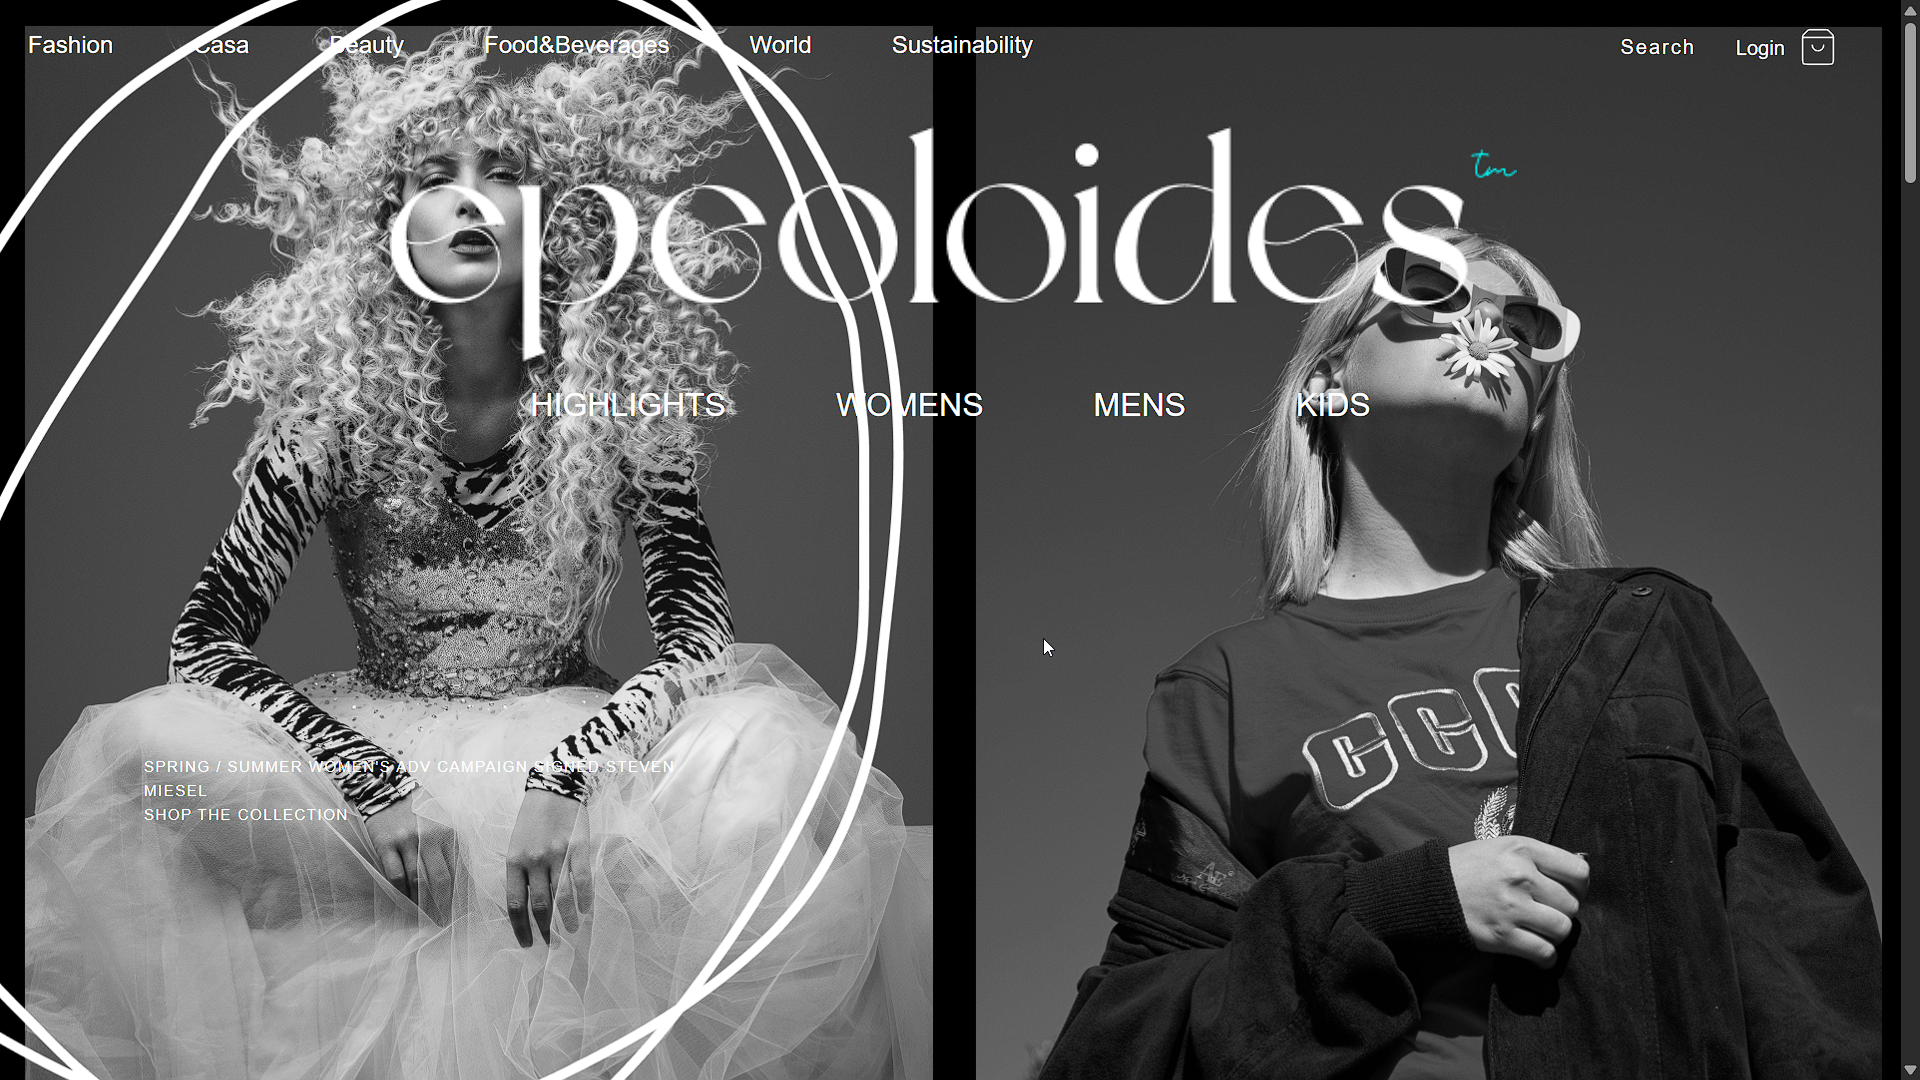 Fashion Casa Beauty Food&Beverages World Sustainability Search Login
epeoloides tm
HIGHLIGHTS WOMENS MENS KIDS
CCC
SPRING / SUMMER WOMEN'S ADV CAMPAIGN SIGNED STEVEN
MIESEL
SHOP THE COLLECTION